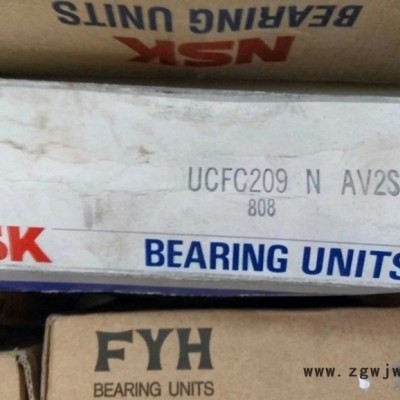 NSK
BEARING UNITS
UCFC209 N AV2S
808
SK
BEARING UNITS
FYH
BEARING UNITS
www.zgwjw